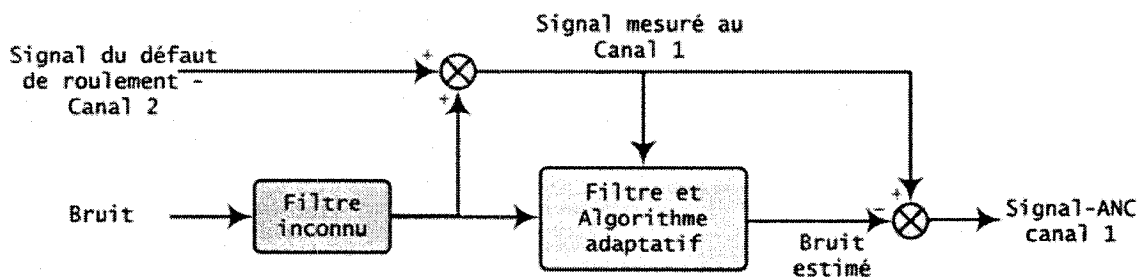 Signal du défaut
de roulement -
Canal 2
+
+
Signal mesuré au
Canal 1
Bruit
Filtre
inconnu
Filtre et
Algorithme
adaptatif
Bruit
estimé
+
-
Signal-ANC
canal 1